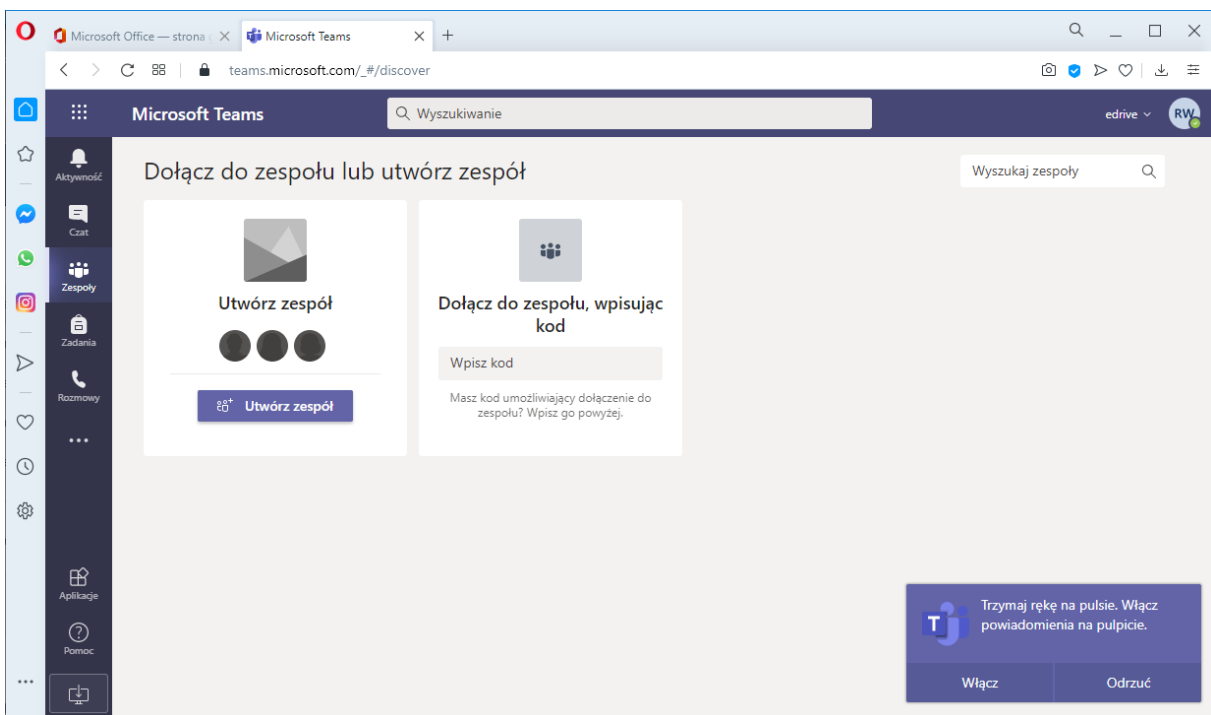 Microsoft Office — strona g
Microsoft Teams
teams.microsoft.com/_#/discover
Microsoft Teams
Wyszukiwanie
edrive
RW
Aktywność
Czat
Zespoły
Zadania
Rozmowy
Aplikacje
Pomoc
Dołącz do zespołu lub utwórz zespół
Wyszukaj zespoły
Utwórz zespół
Utwórz zespół
Dołącz do zespołu, wpisując
kod
Wpisz kod
Masz kod umożliwiający dołączenie do
zespołu? Wpisz go powyżej.
T
Trzymaj rękę na pulsie. Włącz
powiadomienia na pulpicie.
Włącz
Odrzuć